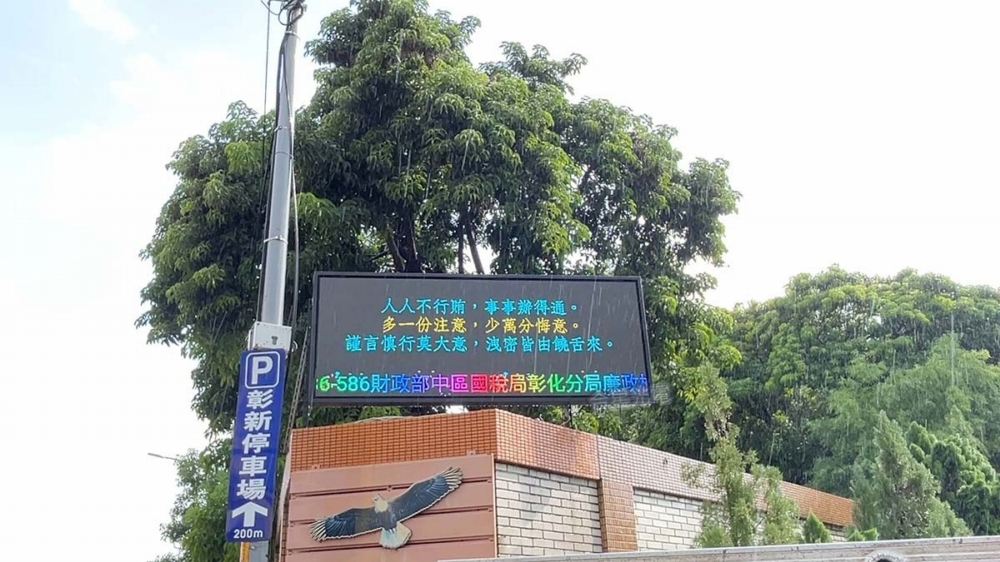 人人不行賄，事事辦得通。
多一份注意，少萬分悔意。
謹言慎行莫大意，洩密皆由饒舌來。
6-586財政部中區國稅局彰化分局廉政
P
彰新停車場
200m